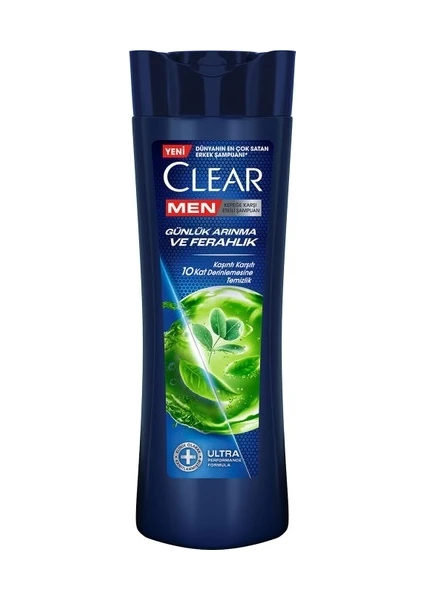 YENİ
DÜNYANIN EN ÇOK SATAN
ERKEK ŞAMPUANI*
CLEAR
MEN
KEPEĞE KARŞI
ETKİLİ ŞAMPUAN
GÜNLÜK ARINMA
VE FERAHLIK
Kaşıntı Karşıtı
10 Kat Derinlemesine
Temizlik
ULTRA
PERFORMANCE
FORMULA